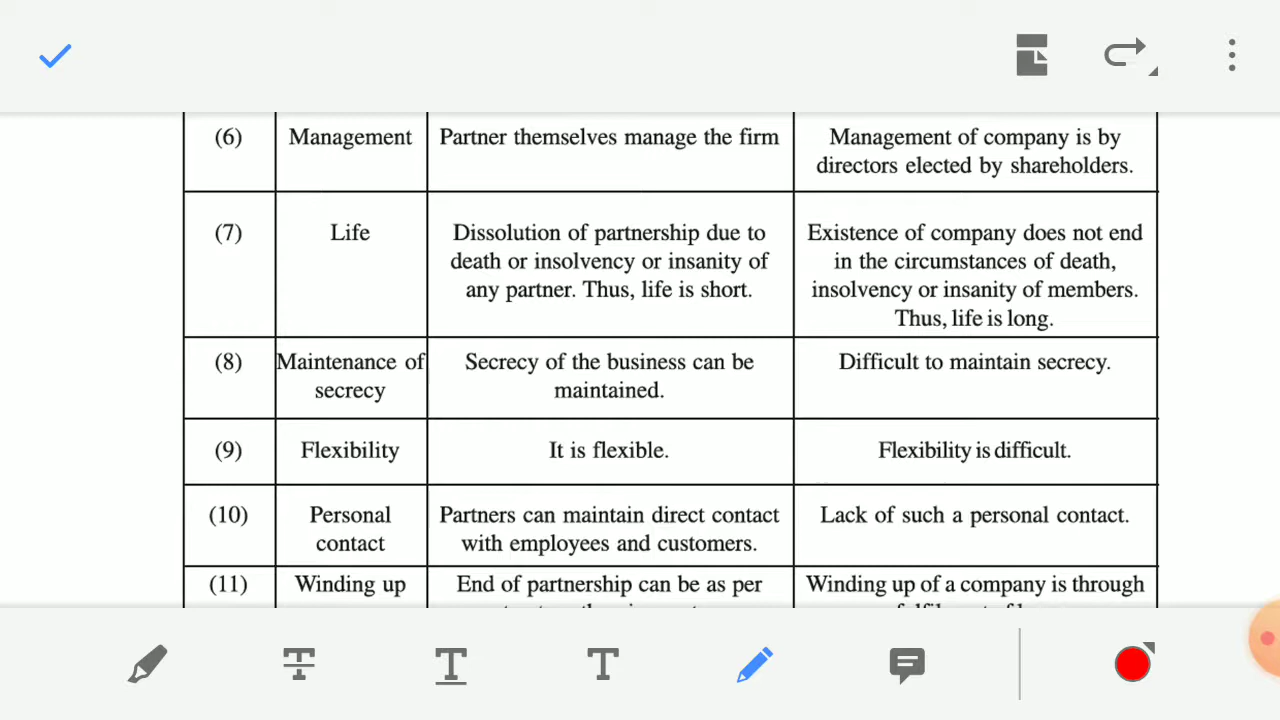 (6) Management Partner themselves manage the firm Management of company is by
directors elected by shareholders.
(7) Life Dissolution of partnership due to Existence of company does not end
death or insolvency or insanity of in the circumstances of death,
any partner. Thus, life is short. insolvency or insanity of members.
Thus, life is long.
(8) Maintenance of Secrecy of the business can be Difficult to maintain secrecy.
secrecy maintained.
(9) Flexibility It is flexible. Flexibility is difficult.
(10) Personal Partners can maintain direct contact Lack of such a personal contact.
contact with employees and customers.
(11) Winding up End of partnership can be as per Winding up of a company is through